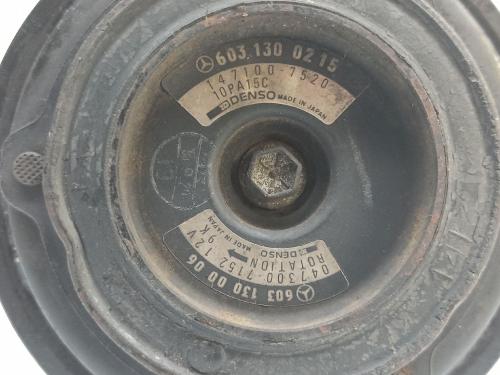 603 130 02 15
147100-7520
10PA15C
DENSO MADE IN JAPAN
603 130 00 06
047300-7152 12V
ROTATION 9K
DENSO MADE IN JAPAN